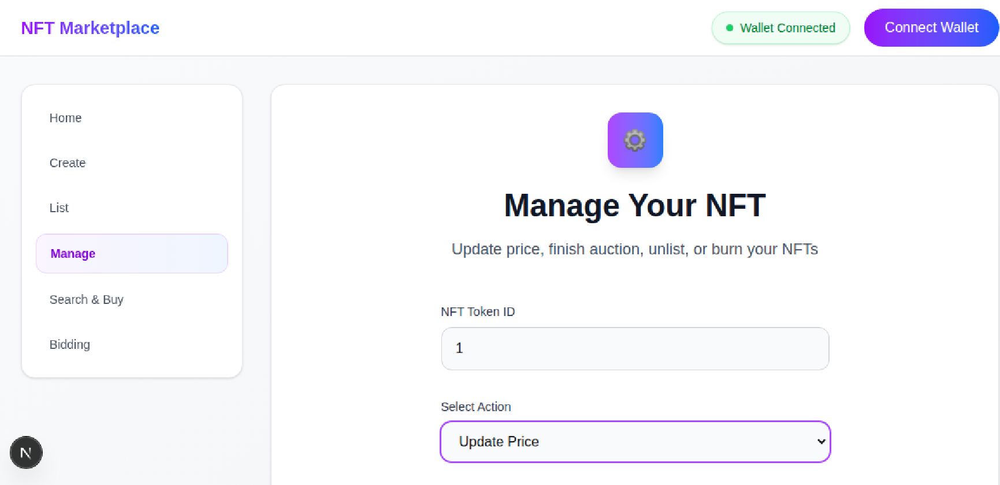 NFT Marketplace
Wallet Connected
Connect Wallet
Home
Create
List
Manage
Search & Buy
Bidding
Manage Your NFT
Update price, finish auction, unlist, or burn your NFTs
NFT Token ID
1
Select Action
Update Price
N